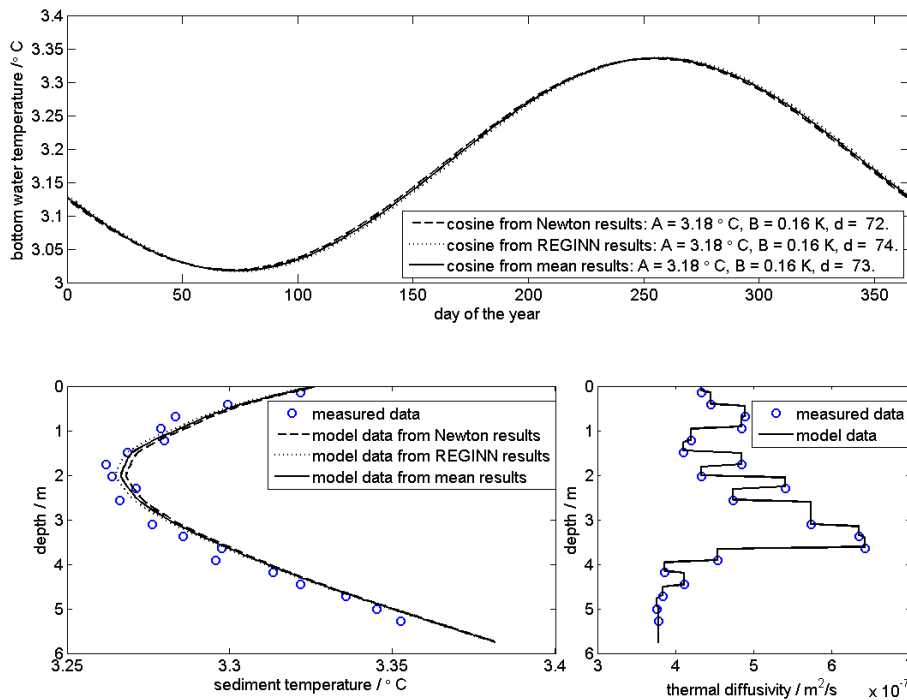 3.4
3.35
3.3
3.25
3.2
3.15
3.1
3.05
3
bottom water temperature / ° C
cosine from Newton results: A = 3.18 ° C, B = 0.16 K, d = 72.
cosine from REGINN results: A = 3.18 ° C, B = 0.16 K, d = 74.
cosine from mean results: A = 3.18 ° C, B = 0.16 K, d = 73.
0 50 100 150 200 250 300 350
day of the year
0
1
2
3
4
5
6
depth / m
measured data
model data from Newton results
model data from REGINN results
model data from mean results
3.25 3.3 3.35 3.4
sediment temperature / ° C
0
1
2
3
4
5
6
depth / m
measured data
model data
3 4 5 6 7
thermal diffusivity / m²/s x 10⁻⁷